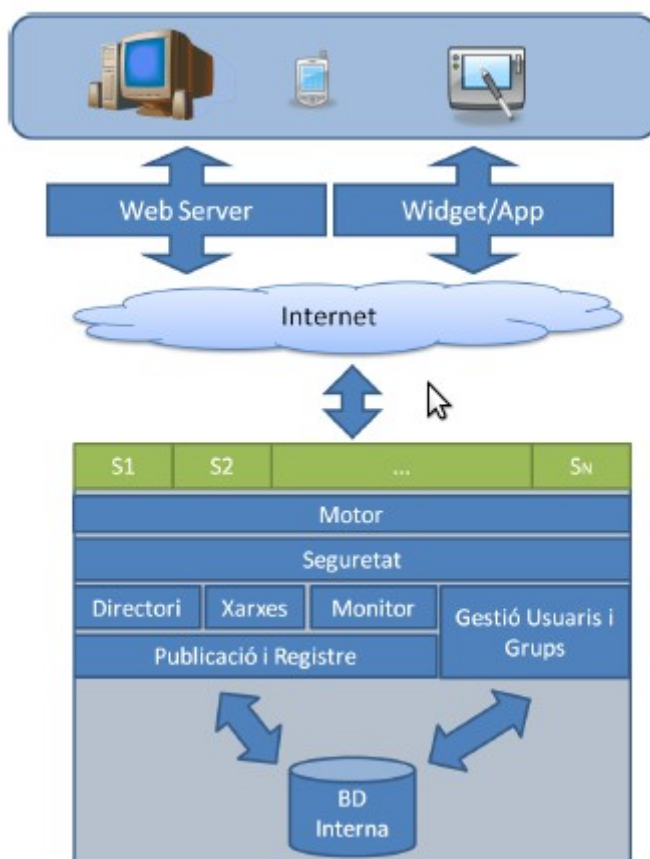 Web Server
Widget/App
Internet
S1
S2
...
SN
Motor
Seguretat
Directori
Xarxes
Monitor
Gestió Usuaris i
Grups
Publicació i Registre
BD
Interna